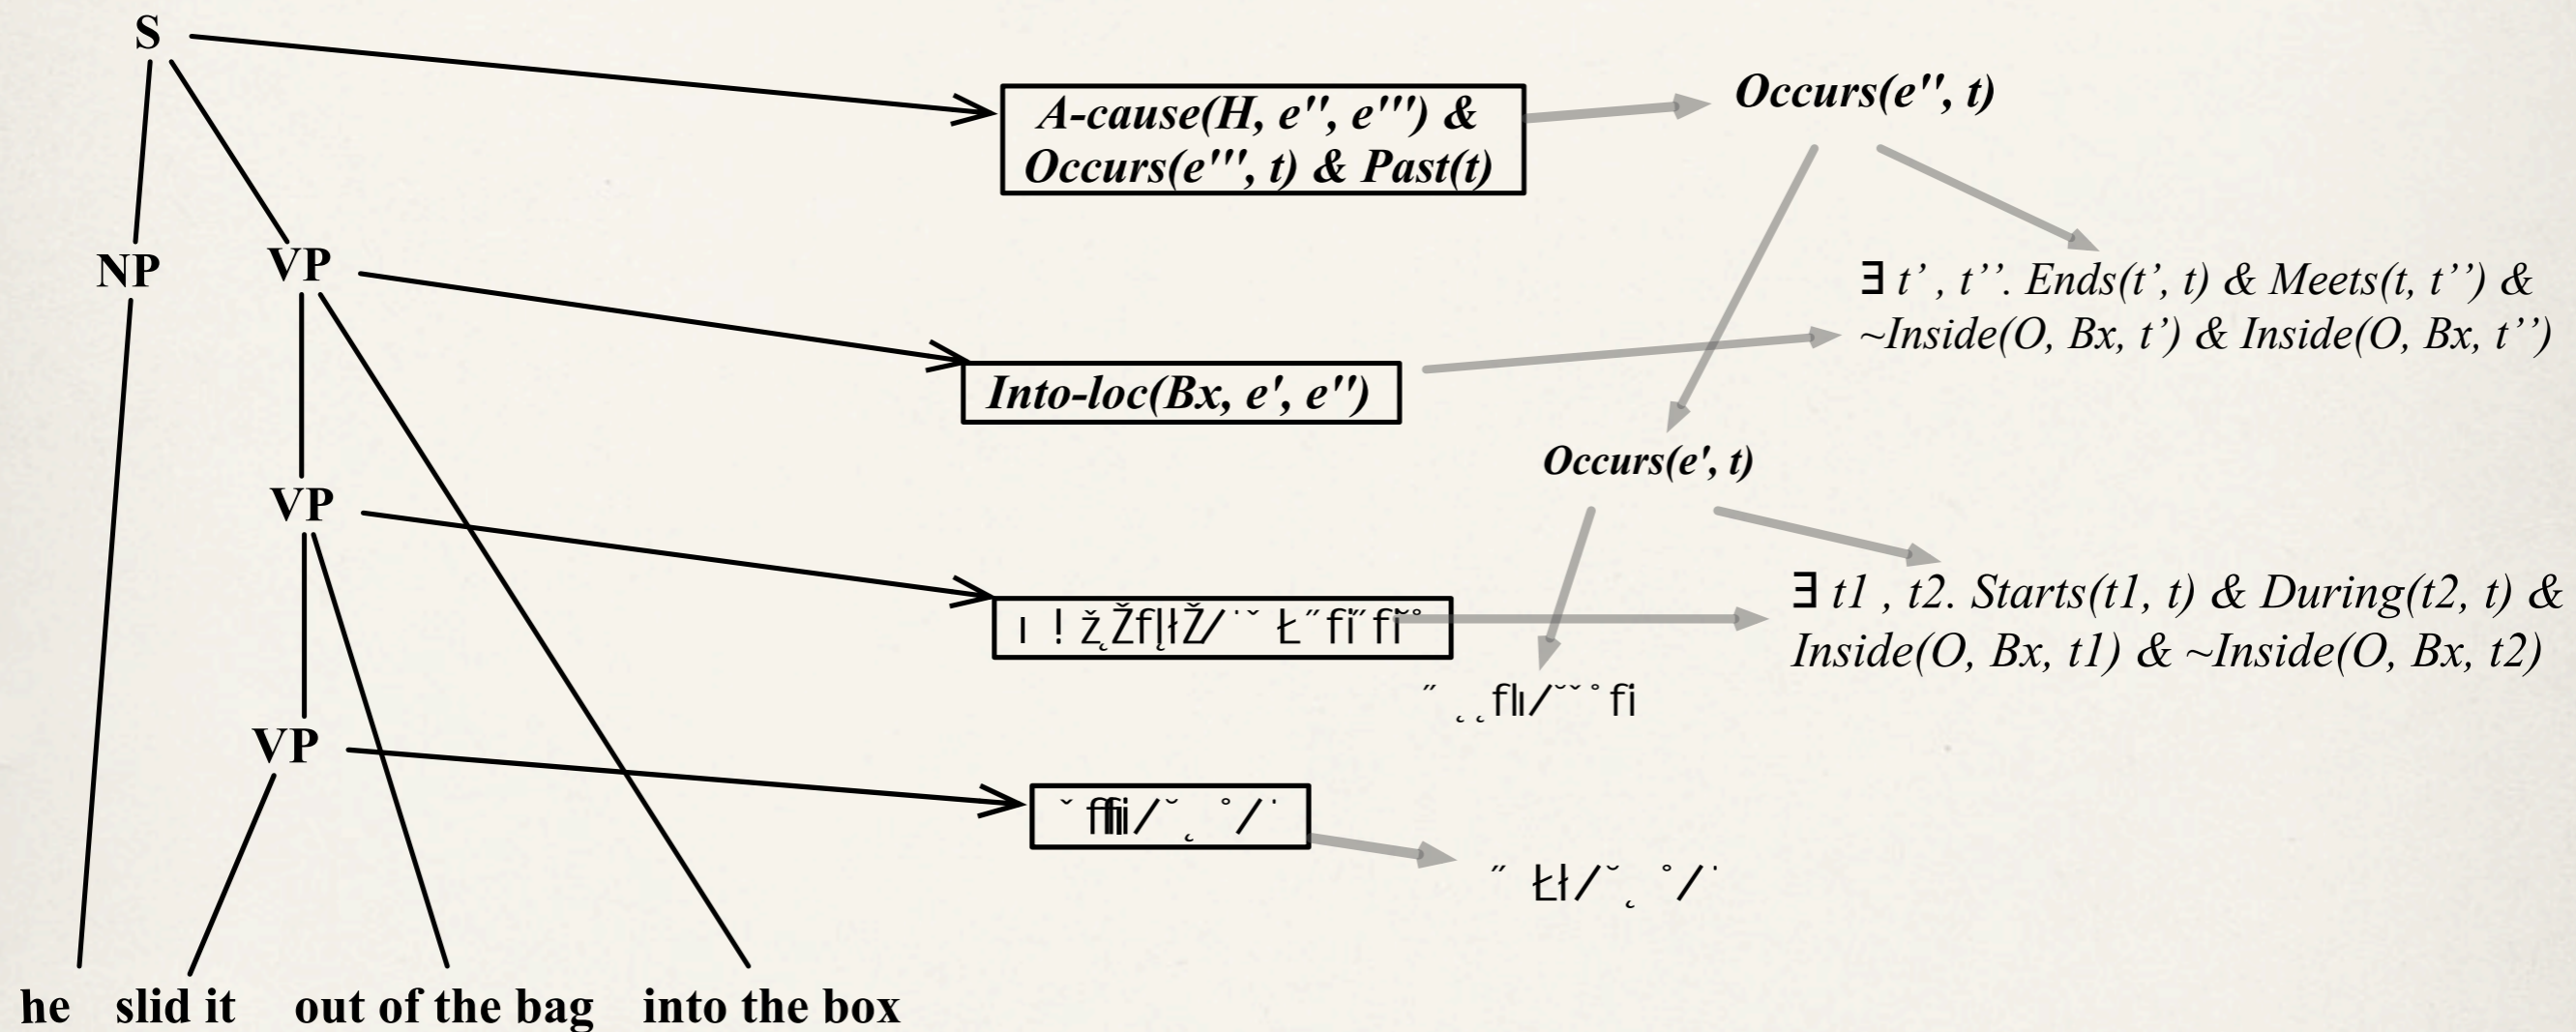 S
A-cause(H, e'', e''') &
Occurs(e''', t) & Past(t)
Occurs(e'', t)
NP
VP
∃ t’ , t’’. Ends(t’, t) & Meets(t, t’’) &
~Inside(O, Bx, t’) & Inside(O, Bx, t’’)
Into-loc(Bx, e', e'')
Occurs(e', t)
VP
∃ t1 , t2. Starts(t1, t) & During(t2, t) &
Inside(O, Bx, t1) & ~Inside(O, Bx, t2)
VP
he slid it out of the bag into the box